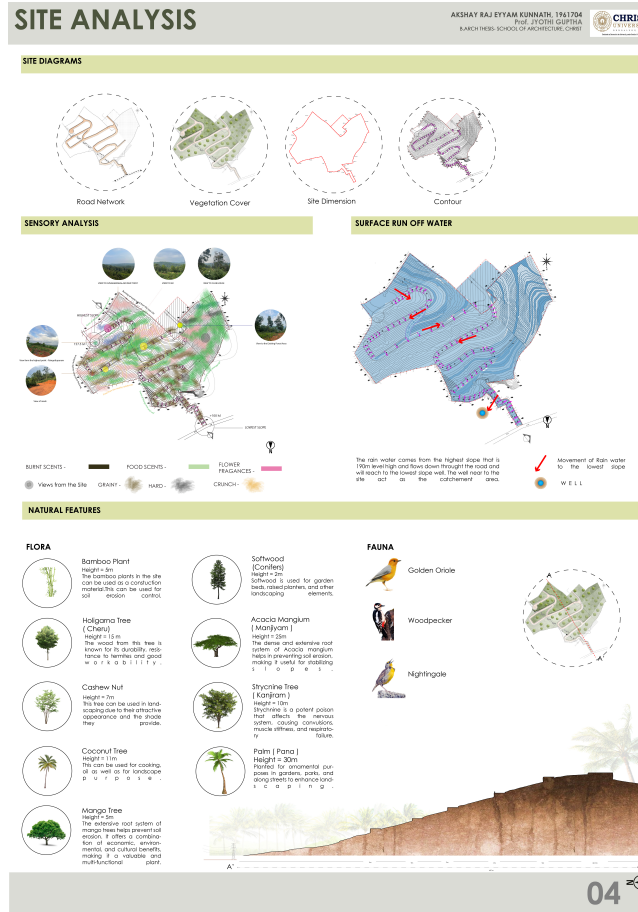 SITE ANALYSIS
AKSHAY RAJ EYYAM KUNNATH, 1961704
Prof. JYOTHI GUPTHA
B.ARCH THESIS- SCHOOL OF ARCHITECTURE, CHRIST
CHRIS
SITE DIAGRAMS
Road Network
Vegetation Cover
Site Dimension
Contour
SENSORY ANALYSIS
HIGHEST SLOPE
LOWEST SLOPE
BURNT SCENTS -
FOOD SCENTS -
FLOWER
FRAGANCES -
Views from the Site
GRAINY -
HARD -
CRUNCH -
SURFACE RUN OFF WATER
The rain water comes from the highest slope that is
190m level high and flows down throught the road and
will reach to the lowest slope well. The well near to the
site act as the catchement area.
Movement of Rain water
to the lowest slope
WELL
NATURAL FEATURES
FLORA
Bamboo Plant
Height = 5m
The bamboo plants in the site
can be used as a constuction
material.This can be used for
soil erosion control.
Holigarna Tree
( Cheru)
Height = 15 m
The wood from this tree is
known for its durability, resis-
tance to termites and good
workability.
Cashew Nut
Height = 7m
This tree can be used in land-
scaping due to their attractive
appearance and the shade
they provide.
Coconut Tree
Height = 11m
This can be used for cooking,
oil as well as for landscape
purpose.
Mango Tree
Height = 5m
The extensive root system of
mango trees helps prevent soil
erosion. It offers a combina-
tion of economic, environ-
mental, and cultural benefits,
making it a valuable and
multi-functional plant.
Softwood
(Conifers)
Height = 2m
Softwood is used for garden
beds, raised planters, and other
landscaping elements.
Acacia Mangium
( Manjiyam )
Height = 25m
The dense and extensive root
system of Acacia mangium
helps in preventing soil erosion,
making it useful for stabilizing
slopes.
Strycnine Tree
( Kanjiram )
Height = 10m
Strychnine is a potent poison
that affects the nervous
system, causing convulsions,
muscle stiffness, and respirato-
ry failure.
Palm ( Pana )
Height = 30m
Planted for ornamental pur-
poses in gardens, parks, and
along streets to enhance land-
scaping.
FAUNA
Golden Oriole
Woodpecker
Nightingale
A
A'
A"
04